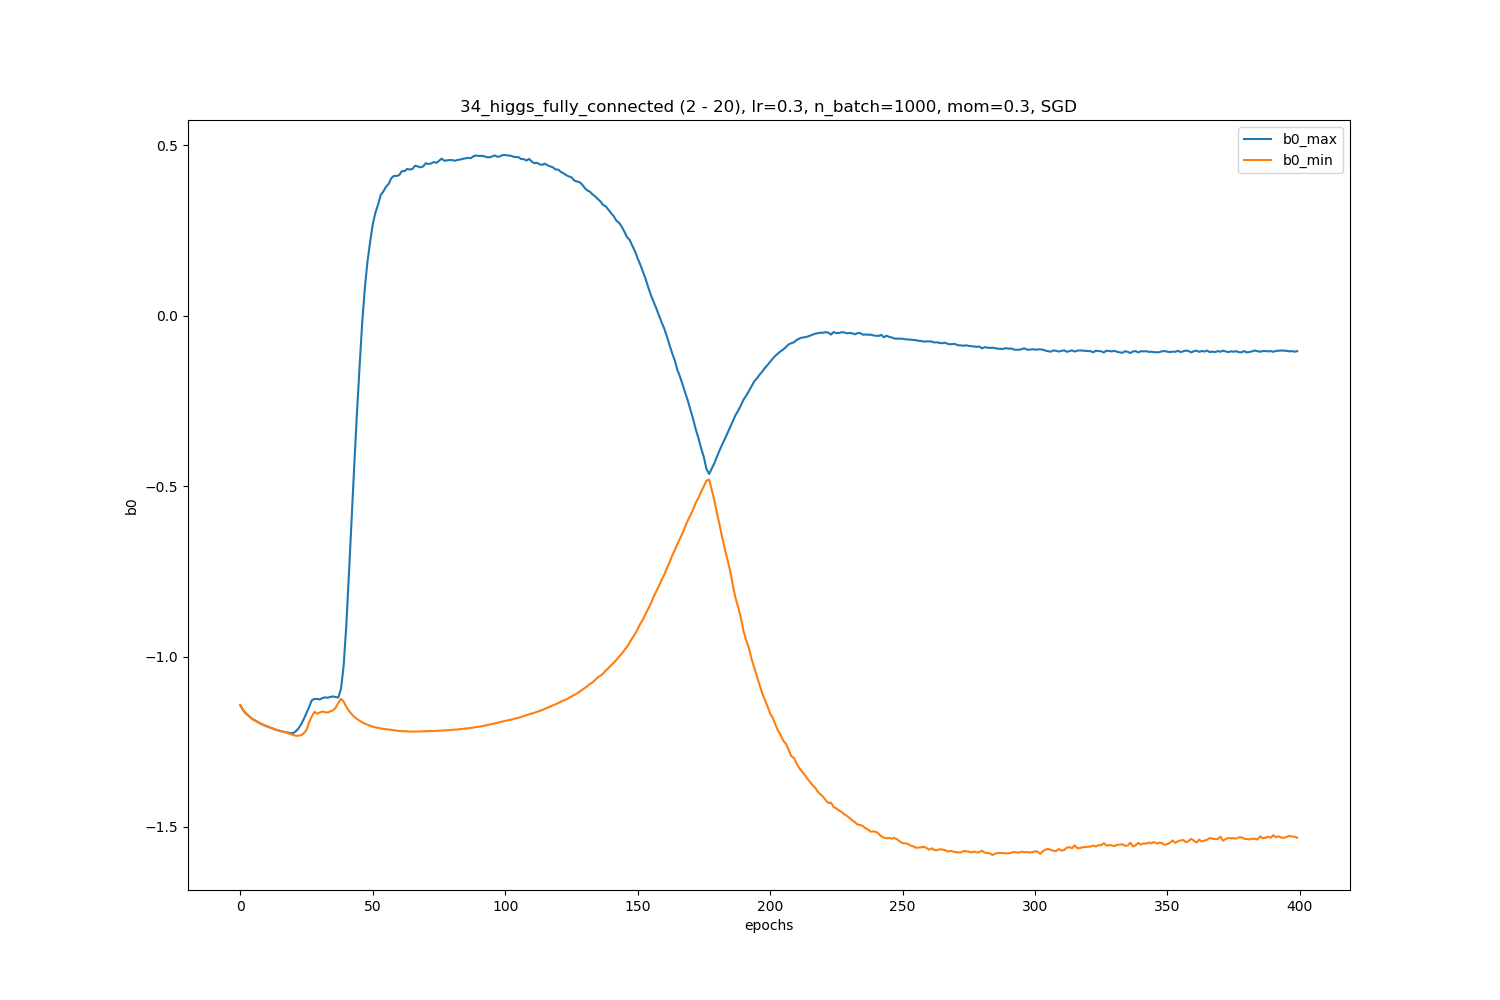 34_higgs_fully_connected (2 - 20), lr=0.3, n_batch=1000, mom=0.3, SGD
b0_max
b0_min
0.5
0.0
−0.5
−1.0
−1.5
b0
0 50 100 150 200 250 300 350 400
epochs